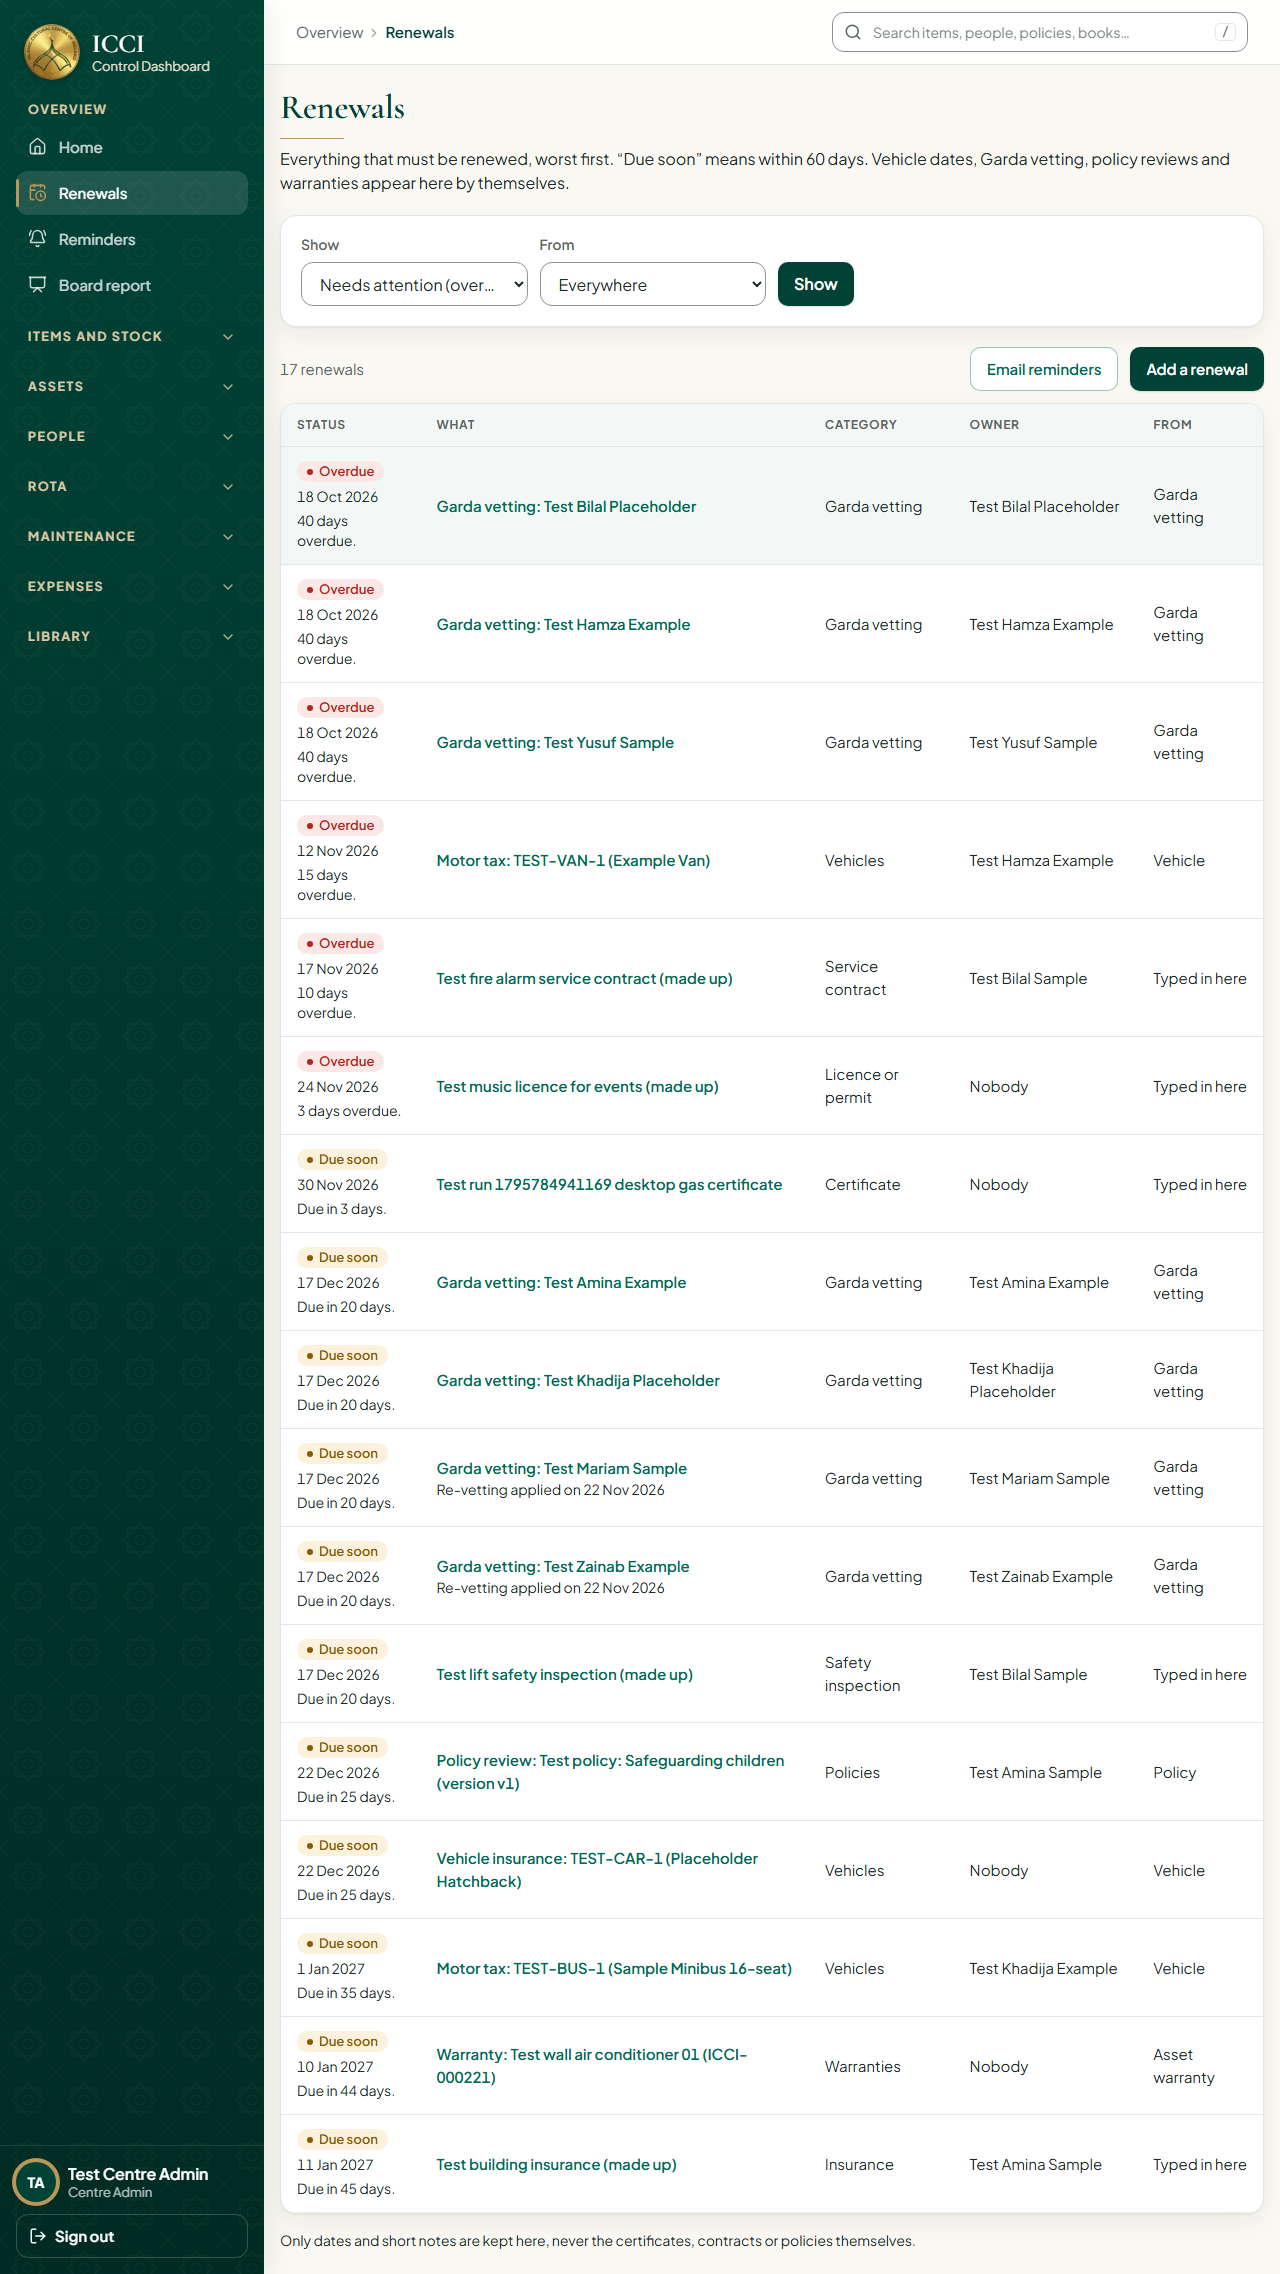 ICCI
Control Dashboard
OVERVIEW
Home
Renewals
Reminders
Board report
ITEMS AND STOCK
ASSETS
PEOPLE
ROTA
MAINTENANCE
EXPENSES
LIBRARY
Test Centre Admin
TA
Centre Admin
Sign out
Overview › Renewals
Search items, people, policies, books… /
Renewals
Everything that must be renewed, worst first. “Due soon” means within 60 days. Vehicle dates, Garda vetting, policy reviews and
warranties appear here by themselves.
Show From
Needs attention (over… Everywhere Show
17 renewals Email reminders Add a renewal
STATUS WHAT CATEGORY OWNER FROM
Overdue
18 Oct 2026
40 days
overdue.
Garda vetting: Test Bilal Placeholder
Garda vetting
Test Bilal Placeholder
Garda
vetting
Overdue
18 Oct 2026
40 days
overdue.
Garda vetting: Test Hamza Example
Garda vetting
Test Hamza Example
Garda
vetting
Overdue
18 Oct 2026
40 days
overdue.
Garda vetting: Test Yusuf Sample
Garda vetting
Test Yusuf Sample
Garda
vetting
Overdue
12 Nov 2026
15 days
overdue.
Motor tax: TEST-VAN-1 (Example Van)
Vehicles
Test Hamza Example
Vehicle
Overdue
17 Nov 2026
10 days
overdue.
Test fire alarm service contract (made up)
Service
contract
Test Bilal Sample
Typed in here
Overdue
24 Nov 2026
3 days overdue.
Test music licence for events (made up)
Licence or
permit
Nobody
Typed in here
Due soon
30 Nov 2026
Due in 3 days.
Test run 1795784941169 desktop gas certificate
Certificate
Nobody
Typed in here
Due soon
17 Dec 2026
Due in 20 days.
Garda vetting: Test Amina Example
Garda vetting
Test Amina Example
Garda
vetting
Due soon
17 Dec 2026
Due in 20 days.
Garda vetting: Test Khadija Placeholder
Garda vetting
Test Khadija
Placeholder
Garda
vetting
Due soon
17 Dec 2026
Due in 20 days.
Garda vetting: Test Mariam Sample
Re-vetting applied on 22 Nov 2026
Garda vetting
Test Mariam Sample
Garda
vetting
Due soon
17 Dec 2026
Due in 20 days.
Garda vetting: Test Zainab Example
Re-vetting applied on 22 Nov 2026
Garda vetting
Test Zainab Example
Garda
vetting
Due soon
17 Dec 2026
Due in 20 days.
Test lift safety inspection (made up)
Safety
inspection
Test Bilal Sample
Typed in here
Due soon
22 Dec 2026
Due in 25 days.
Policy review: Test policy: Safeguarding children
(version v1)
Policies
Test Amina Sample
Policy
Due soon
22 Dec 2026
Due in 25 days.
Vehicle insurance: TEST-CAR-1 (Placeholder
Hatchback)
Vehicles
Nobody
Vehicle
Due soon
1 Jan 2027
Due in 35 days.
Motor tax: TEST-BUS-1 (Sample Minibus 16-seat)
Vehicles
Test Khadija Example
Vehicle
Due soon
10 Jan 2027
Due in 44 days.
Warranty: Test wall air conditioner 01 (ICCI-
000221)
Warranties
Nobody
Asset
warranty
Due soon
11 Jan 2027
Due in 45 days.
Test building insurance (made up)
Insurance
Test Amina Sample
Typed in here
Only dates and short notes are kept here, never the certificates, contracts or policies themselves.